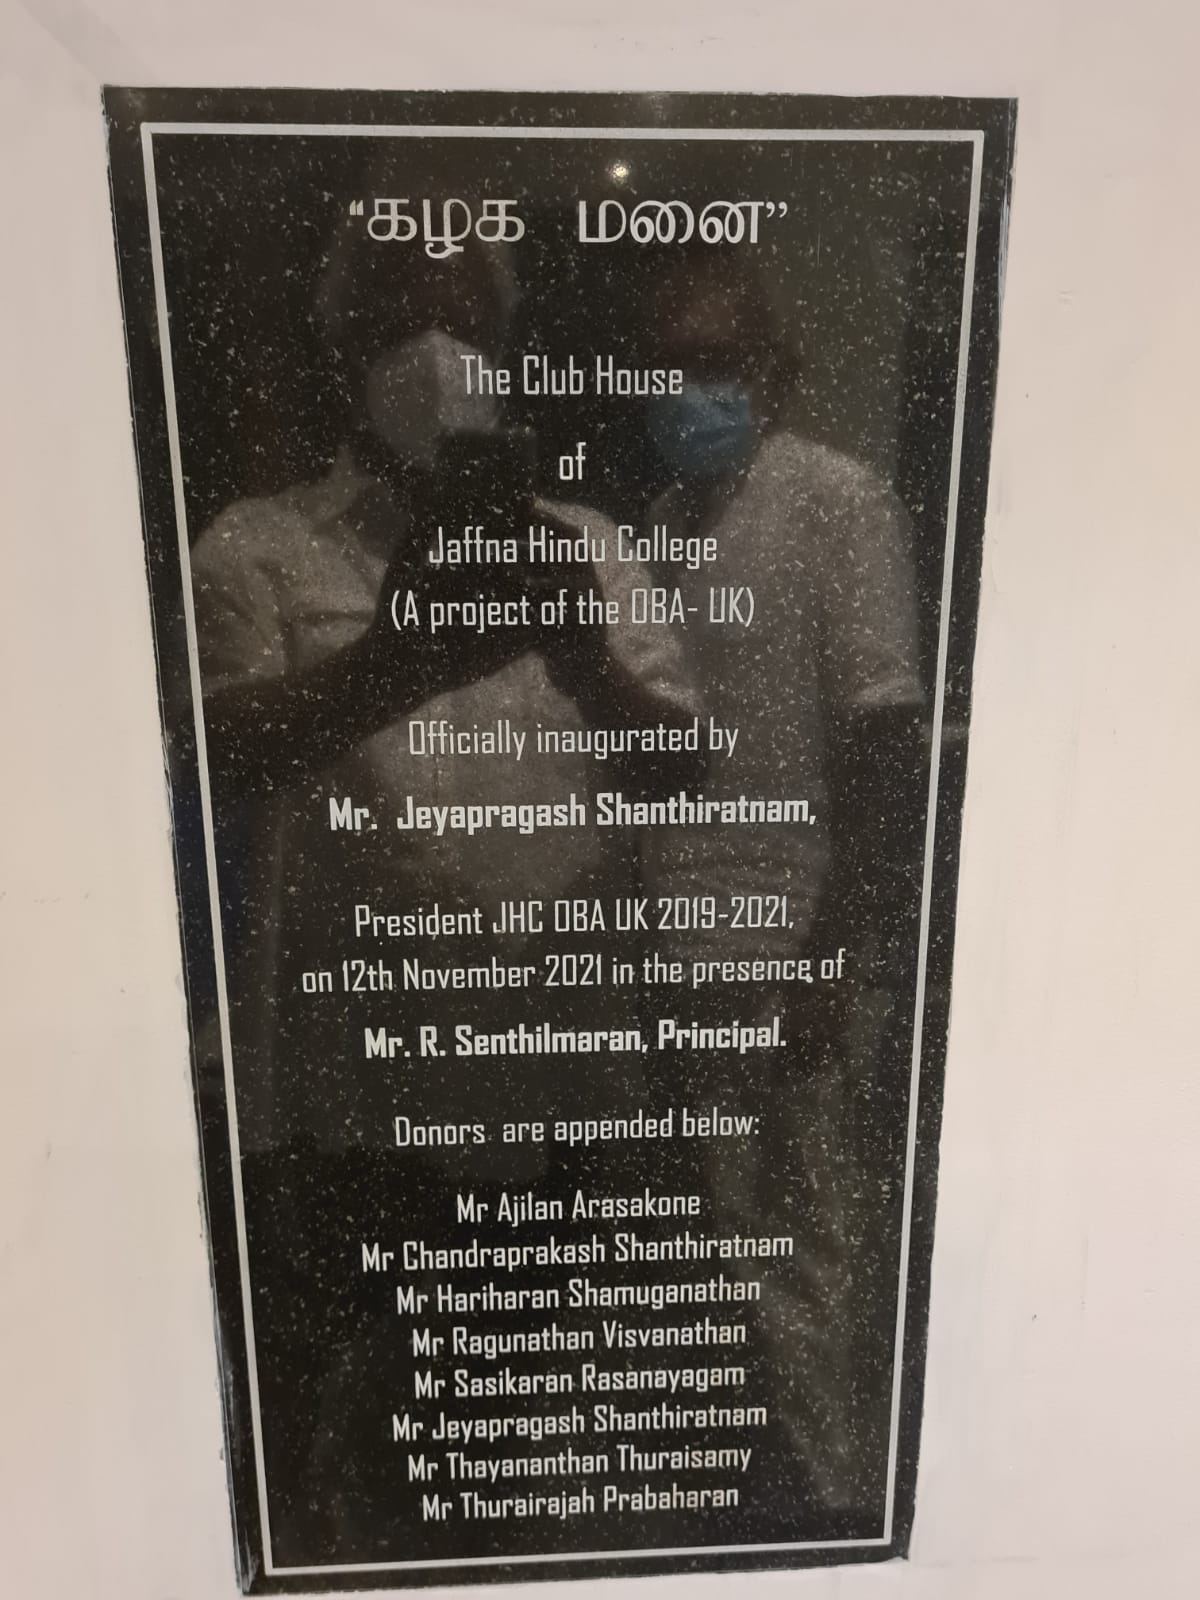 “கழக மனை”
The Club House
of
Jaffna Hindu College
(A project of the OBA- UK)
Officially inaugurated by
Mr. Jeyapragash Shanthiratnam,
President JHC OBA UK 2019-2021,
on 12th November 2021 in the presence of
Mr. R. Senthilmaran, Principal.
Donors are appended below:
Mr Ajilan Arasakone
Mr Chandraprakash Shanthiratnam
Mr Hariharan Shamuganathan
Mr Ragunathan Visvanathan
Mr Sasikaran Rasanayagam
Mr Jeyapragash Shanthiratnam
Mr Thayananthan Thuraisamy
Mr Thurairajah Prabaharan